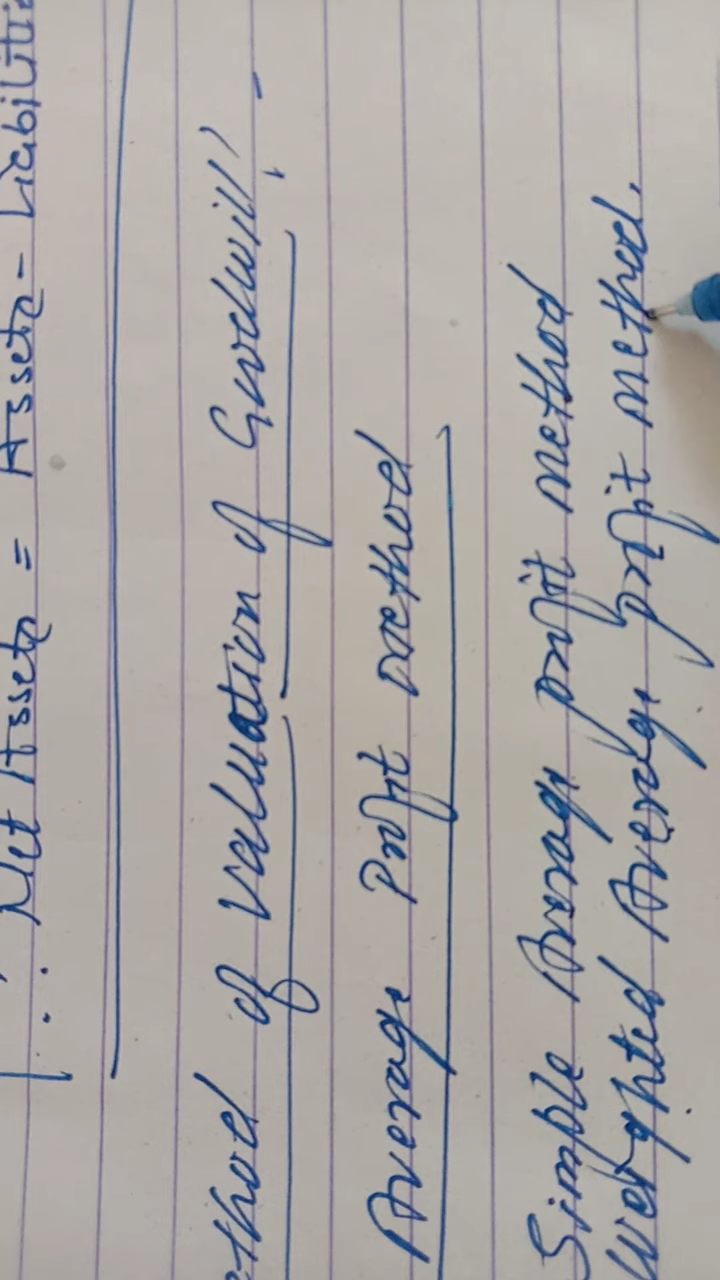 ∴ Net Assets = Assets - Liabilitie
ethod of valuation of Goodwill :-
Average Profit method
Simple Average profit method
Weighted Average profit method.